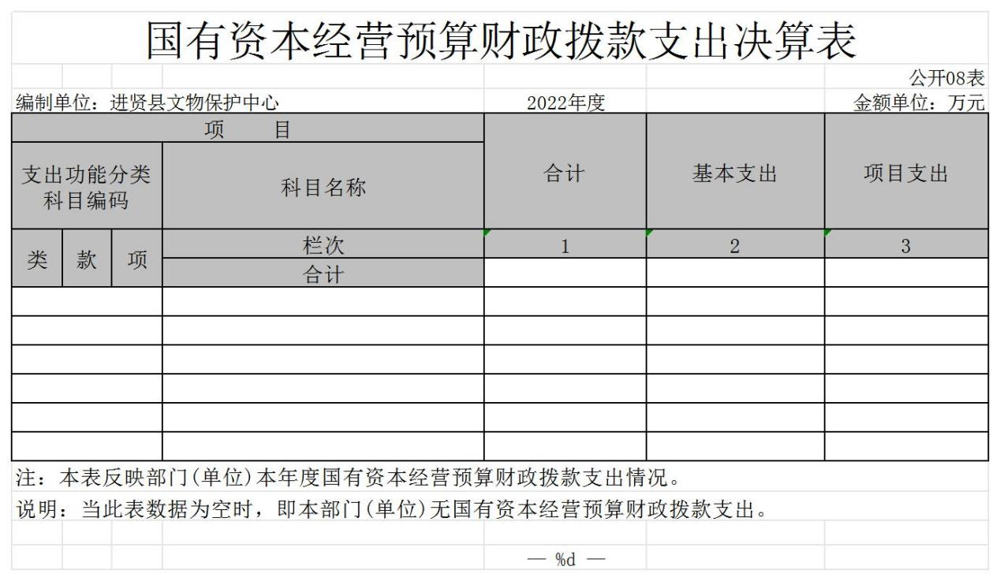 国有资本经营预算财政拨款支出决算表
公开08表
编制单位：进贤县文物保护中心 2022年度 金额单位：万元
项 目 合计 基本支出 项目支出
支出功能分类科目编码 科目名称
类 款 项 栏次 1 2 3
合计
注：本表反映部门(单位)本年度国有资本经营预算财政拨款支出情况。
说明：当此表数据为空时，即本部门(单位)无国有资本经营预算财政拨款支出。
— %d —